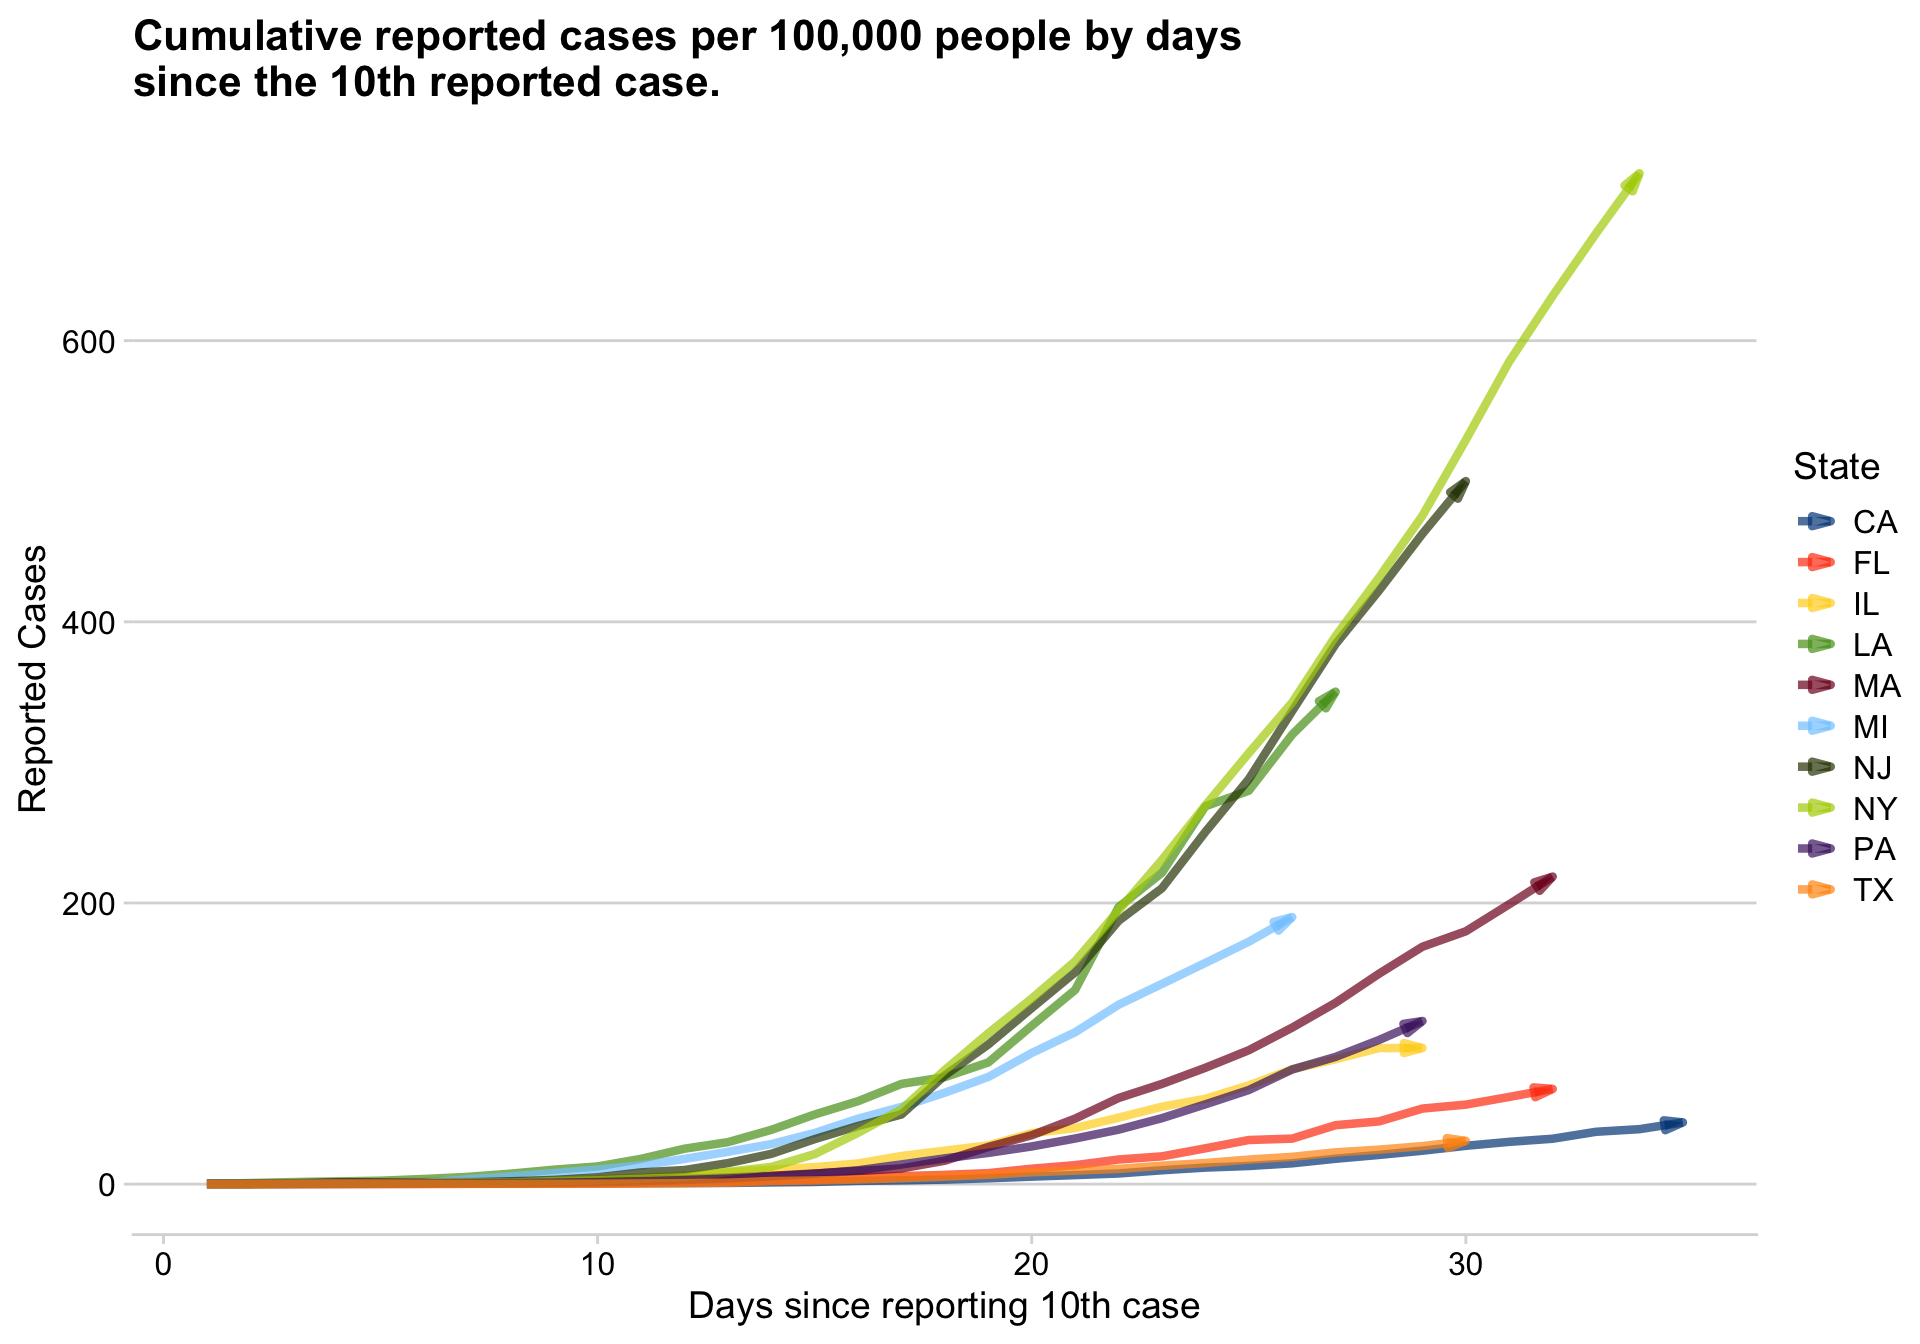 Cumulative reported cases per 100,000 people by days
since the 10th reported case.
600
400
200
0
Reported Cases
0 10 20 30
Days since reporting 10th case
State
CA
FL
IL
LA
MA
MI
NJ
NY
PA
TX